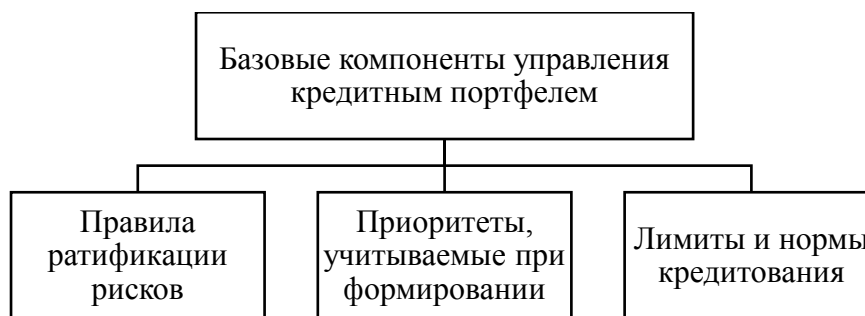 Базовые компоненты управления
кредитным портфелем
Правила
ратификации
рисков
Приоритеты,
учитываемые при
формировании
Лимиты и нормы
кредитования